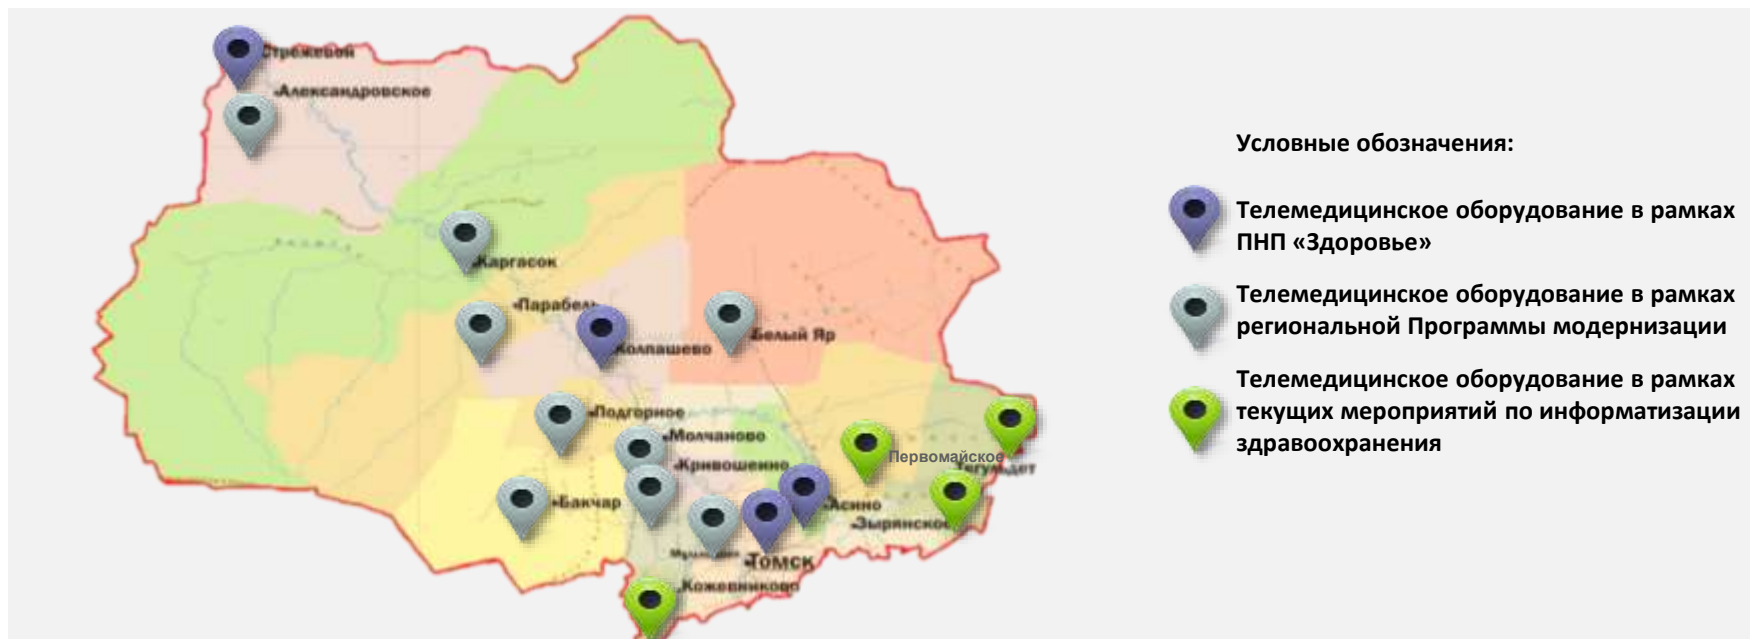 Стрежевой
Александровское
Каргасок
Парабель
Колпашево
Белый Яр
Подгорное
Молчаново
Кривошеино
Первомайское
Тегульдет
Бакчар
Асино
Зырянское
Томск
Кожевниково
Условные обозначения:
Телемедицинское оборудование в рамках
ПНП «Здоровье»
Телемедицинское оборудование в рамках
региональной Программы модернизации
Телемедицинское оборудование в рамках
текущих мероприятий по информатизации
здравоохранения